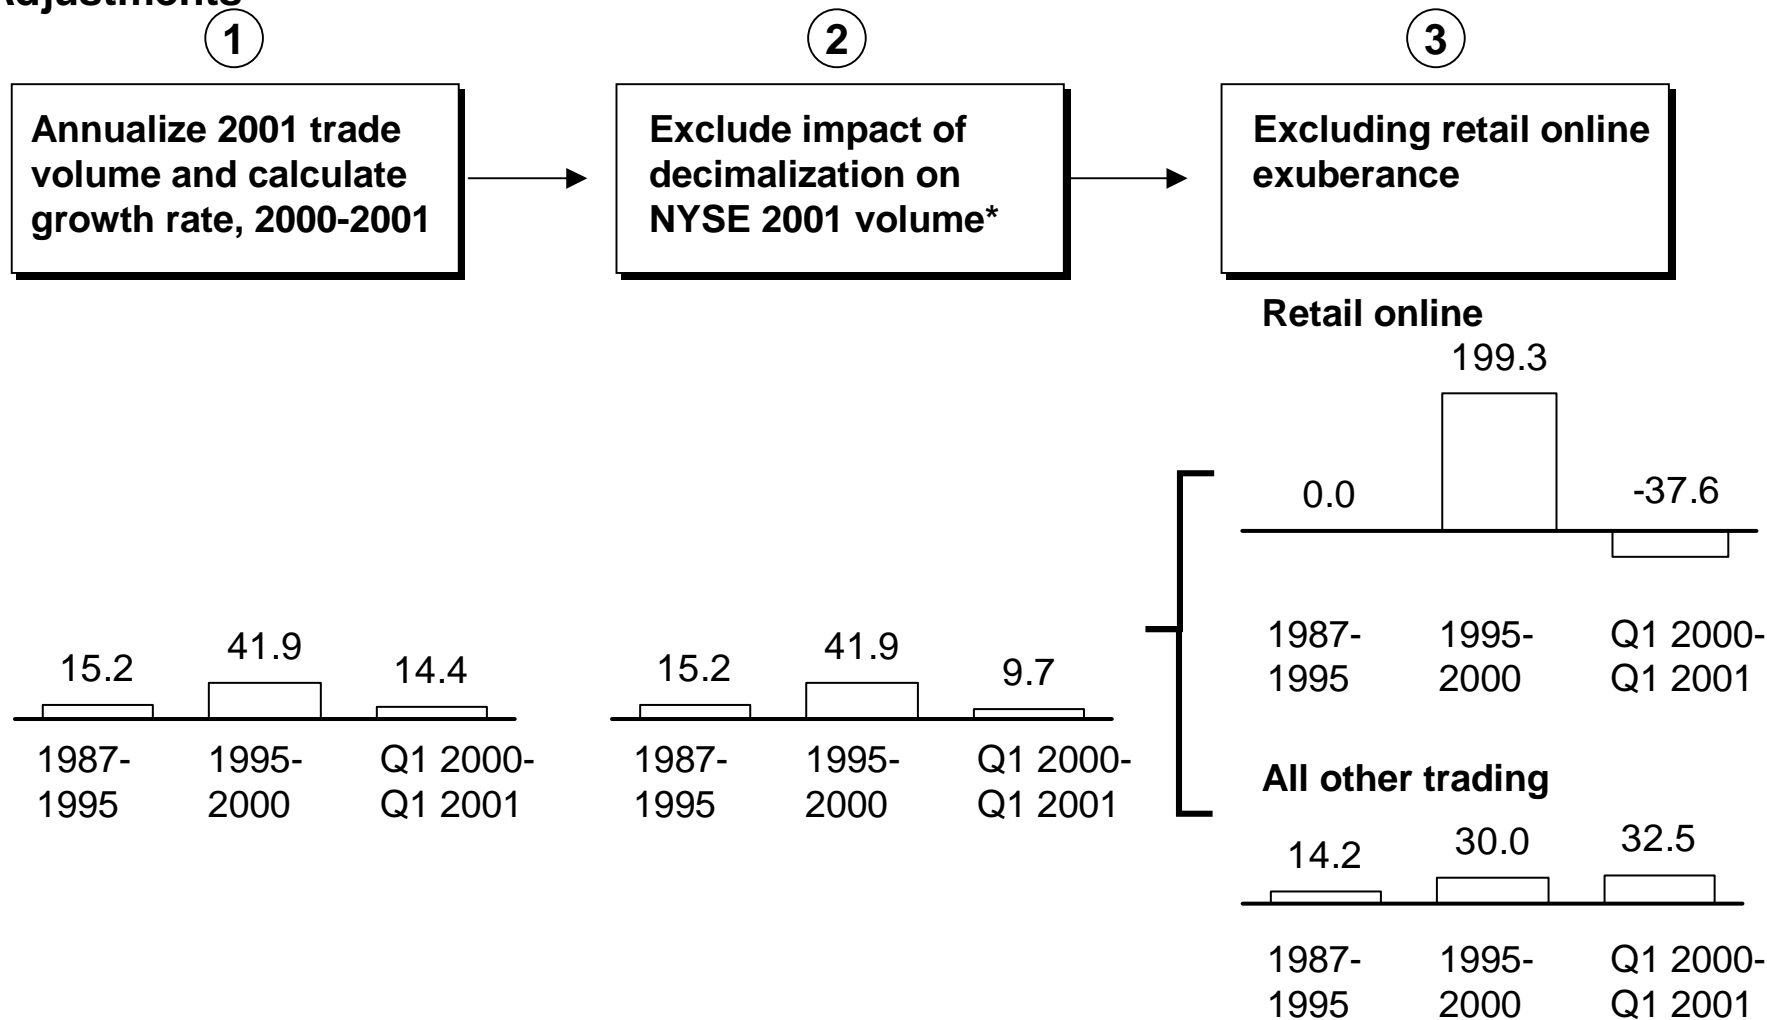 Adjustments
1
2
3
Annualize 2001 trade
volume and calculate
growth rate, 2000-2001
Exclude impact of
decimalization on
NYSE 2001 volume*
Excluding retail online
exuberance
Retail online
199.3
0.0
-37.6
1987-
1995
1995-
2000
Q1 2000-
Q1 2001
15.2
41.9
14.4
1987-
1995
1995-
2000
Q1 2000-
Q1 2001
15.2
41.9
9.7
1987-
1995
1995-
2000
Q1 2000-
Q1 2001
All other trading
14.2
30.0
32.5
1987-
1995
1995-
2000
Q1 2000-
Q1 2001